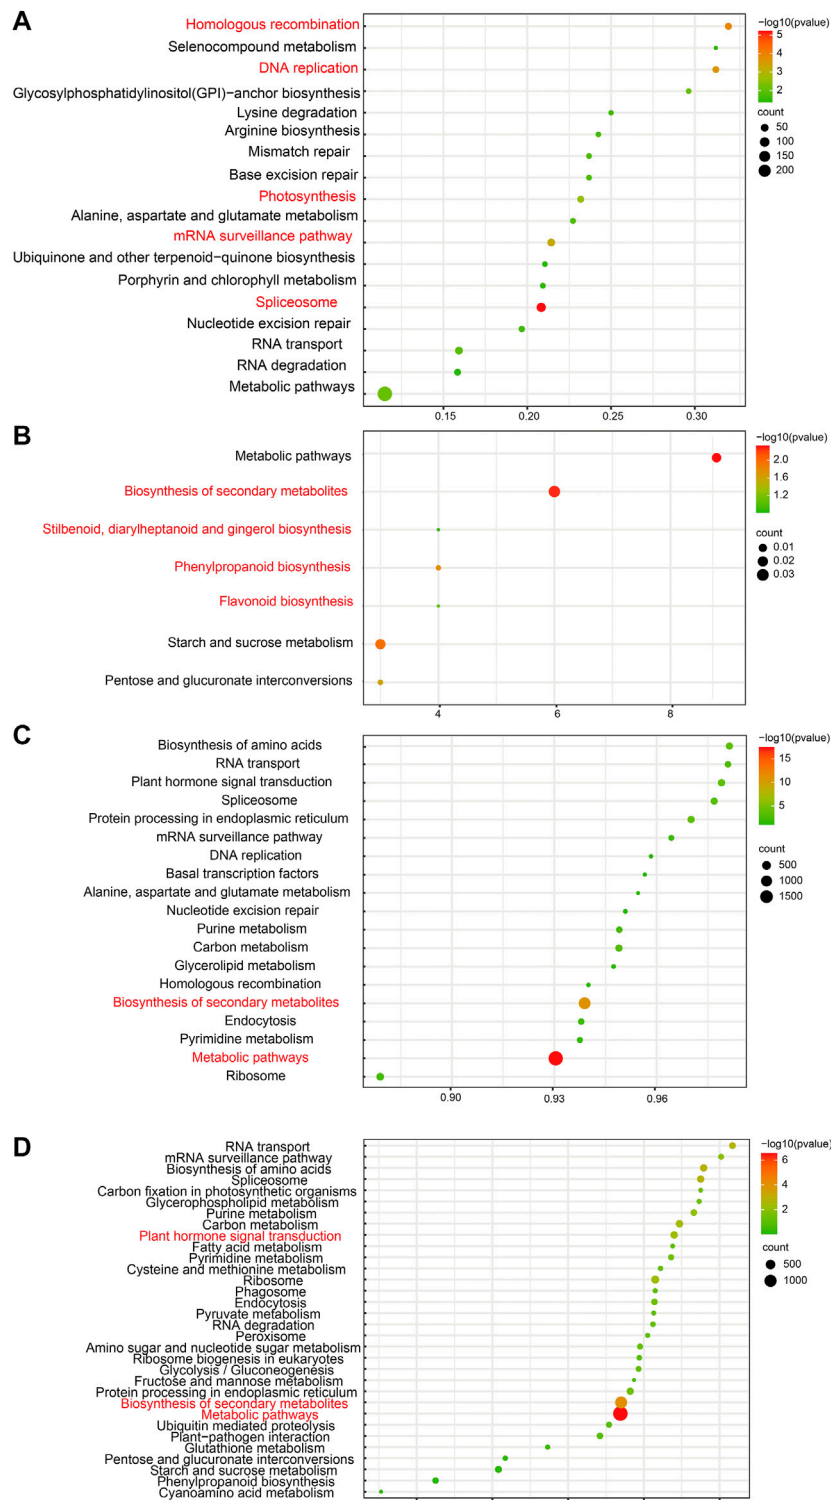 A
Homologous recombination
Selenocompound metabolism
DNA replication
Glycosylphosphatidylinositol(GPI)−anchor biosynthesis
Lysine degradation
Arginine biosynthesis
Mismatch repair
Base excision repair
Photosynthesis
Alanine, aspartate and glutamate metabolism
mRNA surveillance pathway
Ubiquinone and other terpenoid−quinone biosynthesis
Porphyrin and chlorophyll metabolism
Spliceosome
Nucleotide excision repair
RNA transport
RNA degradation
Metabolic pathways
0.15 0.20 0.25 0.30
−log10(pvalue)
5
4
3
2
count
50
100
150
200
B
Metabolic pathways
Biosynthesis of secondary metabolites
Stilbenoid, diarylheptanoid and gingerol biosynthesis
Phenylpropanoid biosynthesis
Flavonoid biosynthesis
Starch and sucrose metabolism
Pentose and glucuronate interconversions
4 6 8
−log10(pvalue)
2.0
1.6
1.2
count
0.01
0.02
0.03
C
Biosynthesis of amino acids
RNA transport
Plant hormone signal transduction
Spliceosome
Protein processing in endoplasmic reticulum
mRNA surveillance pathway
DNA replication
Basal transcription factors
Alanine, aspartate and glutamate metabolism
Nucleotide excision repair
Purine metabolism
Carbon metabolism
Glycerolipid metabolism
Homologous recombination
Biosynthesis of secondary metabolites
Endocytosis
Pyrimidine metabolism
Metabolic pathways
Ribosome
0.90 0.93 0.96
−log10(pvalue)
15
10
5
count
500
1000
1500
D
RNA transport
mRNA surveillance pathway
Biosynthesis of amino acids
Spliceosome
Carbon fixation in photosynthetic organisms
Glycerophospholipid metabolism
Purine metabolism
Carbon metabolism
Plant hormone signal transduction
Fatty acid metabolism
Pyrimidine metabolism
Cysteine and methionine metabolism
Ribosome
Phagosome
Endocytosis
Pyruvate metabolism
RNA degradation
Peroxisome
Amino sugar and nucleotide sugar metabolism
Ribosome biogenesis in eukaryotes
Glycolysis / Gluconeogenesis
Fructose and mannose metabolism
Protein processing in endoplasmic reticulum
Biosynthesis of secondary metabolites
Metabolic pathways
Ubiquitin mediated proteolysis
Plant−pathogen interaction
Glutathione metabolism
Pentose and glucuronate interconversions
Starch and sucrose metabolism
Phenylpropanoid biosynthesis
Cyanoamino acid metabolism
−log10(pvalue)
6
4
2
count
500
1000